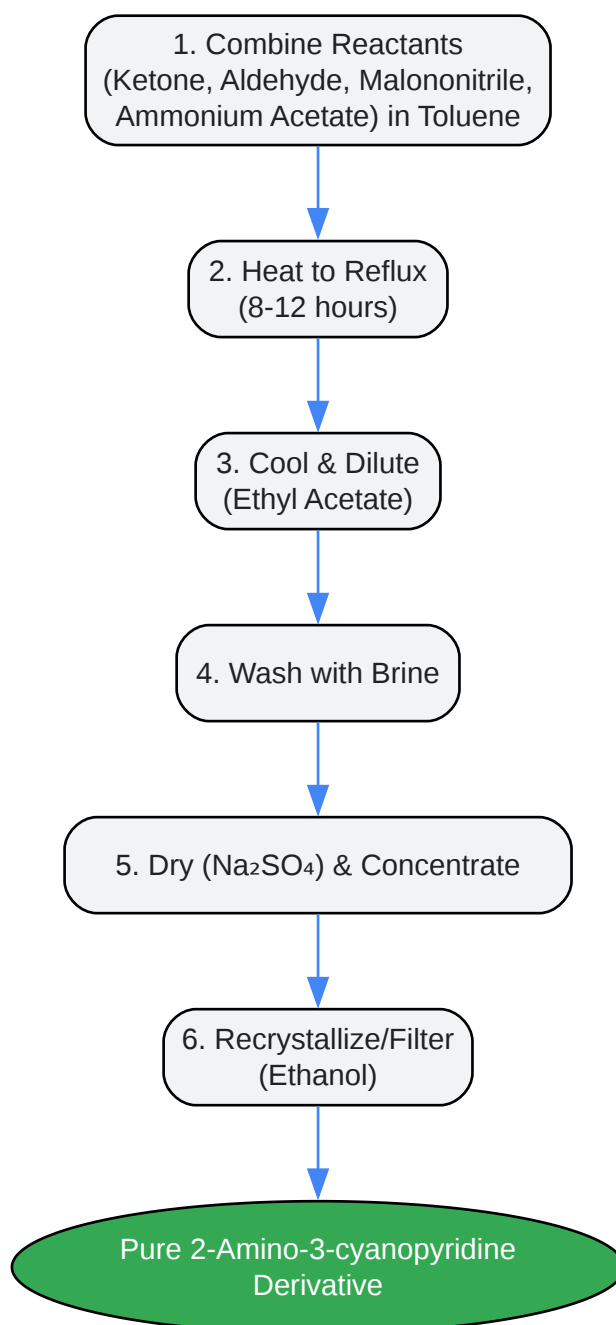 1. Combine Reactants
(Ketone, Aldehyde, Malononitrile,
Ammonium Acetate) in Toluene
2. Heat to Reflux
(8-12 hours)
3. Cool & Dilute
(Ethyl Acetate)
4. Wash with Brine
5. Dry (Na₂SO₄) & Concentrate
6. Recrystallize/Filter
(Ethanol)
Pure 2-Amino-3-cyanopyridine
Derivative